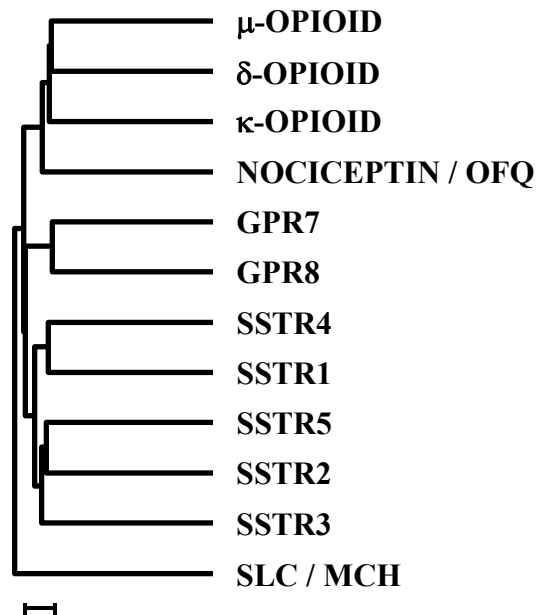 μ-OPIOID
δ-OPIOID
κ-OPIOID
NOCICEPTIN / OFQ
GPR7
GPR8
SSTR4
SSTR1
SSTR5
SSTR2
SSTR3
SLC / MCH